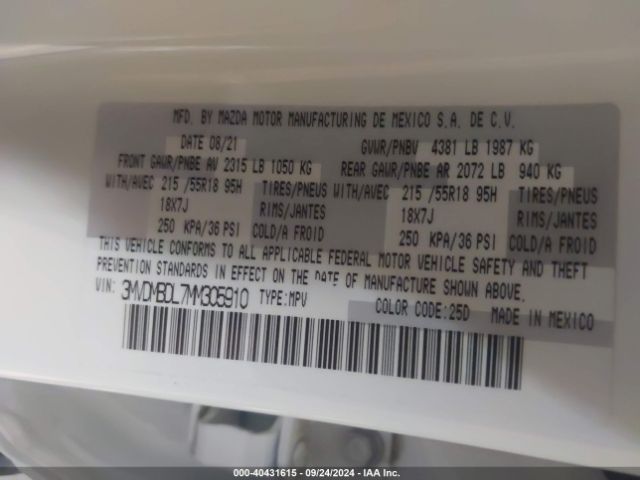 MFD. BY MAZDA MOTOR MANUFACTURING DE MEXICO S.A. DE C.V.
DATE 08/21 GVWR/PNBV 4381 LB 1987 KG
FRONT GAWR/PNBE AV 2315 LB 1050 KG REAR GAWR/PNBE AR 2072 LB 940 KG
WITH/AVEC 215 /55R18 95H TIRES/PNEUS WITH/AVEC 215 /55R18 95H TIRES/PNEUS
18X7J RIMS/JANTES 18X7J RIMS/JANTES
250 KPA/36 PSI COLD/A FROID 250 KPA/36 PSI COLD/A FROID
THIS VEHICLE CONFORMS TO ALL APPLICABLE FEDERAL MOTOR VEHICLE SAFETY AND THEFT
PREVENTION STANDARDS IN EFFECT ON THE DATE OF MANUFACTURE SHOWN ABOVE.
VIN: 3MVDMBDL7MM305910 TYPE:MPV COLOR CODE:25D MADE IN MEXICO
000-40431615 - 09/24/2024 - IAA Inc.